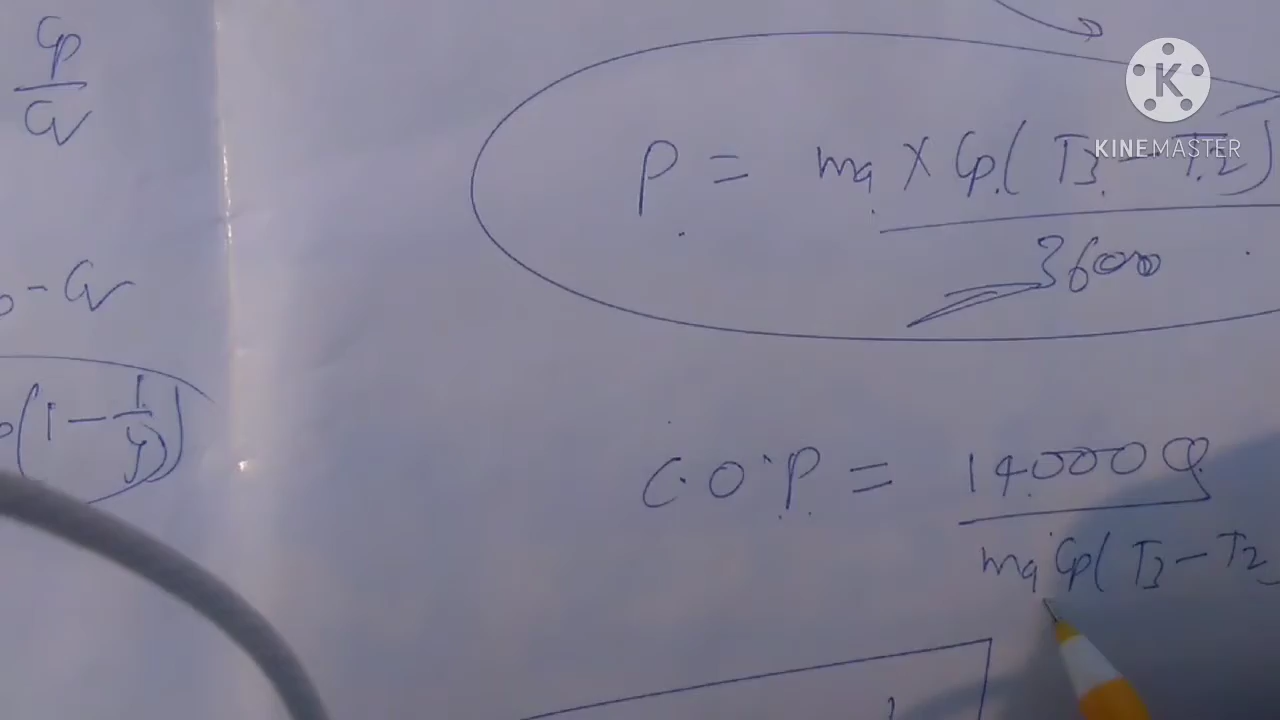 Cp
Cv
K
KINEMASTER
P = ma X Cp (T3 - T2)
3600
- Cv
(1 - 1
γ)
C.O.P = 14000 Q
ma Cp (T3 - T2)